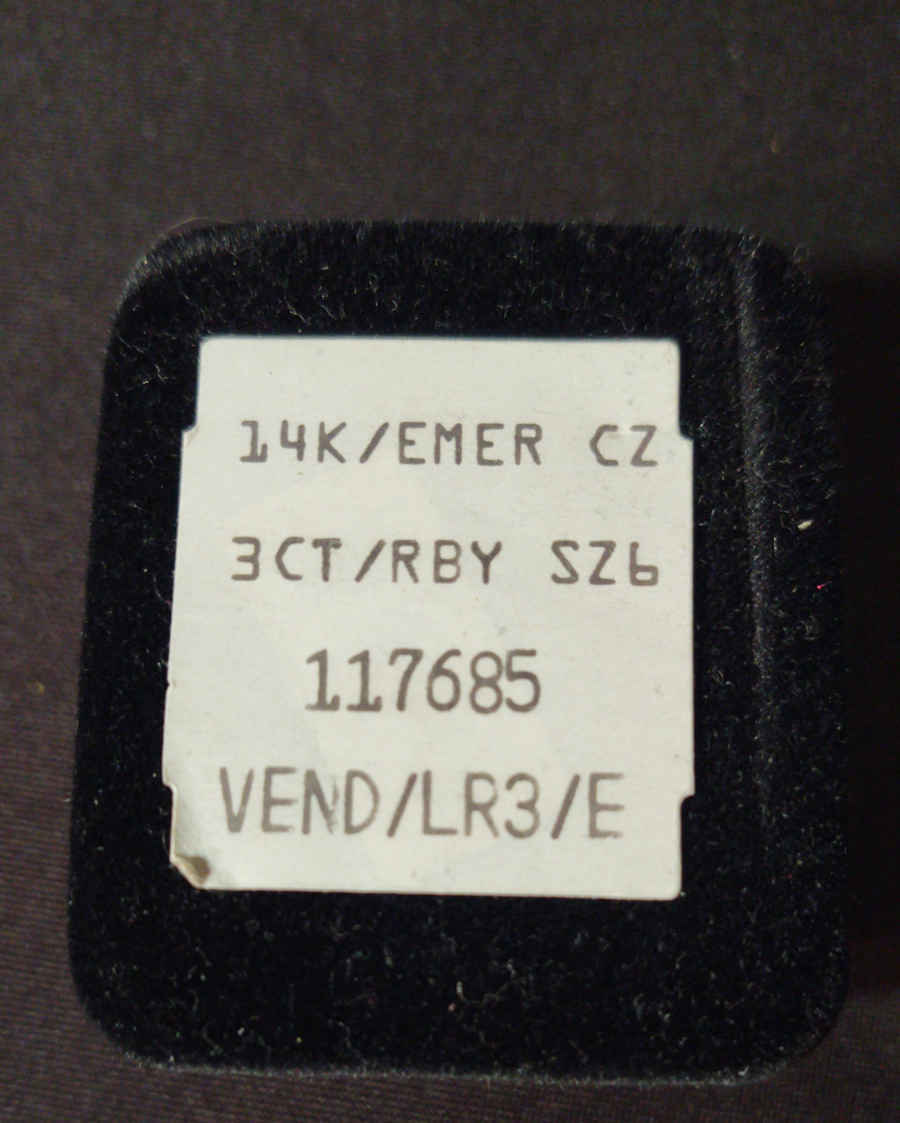 14K/EMER CZ
3CT/RBY SZ6
117685
VEND/LR3/E